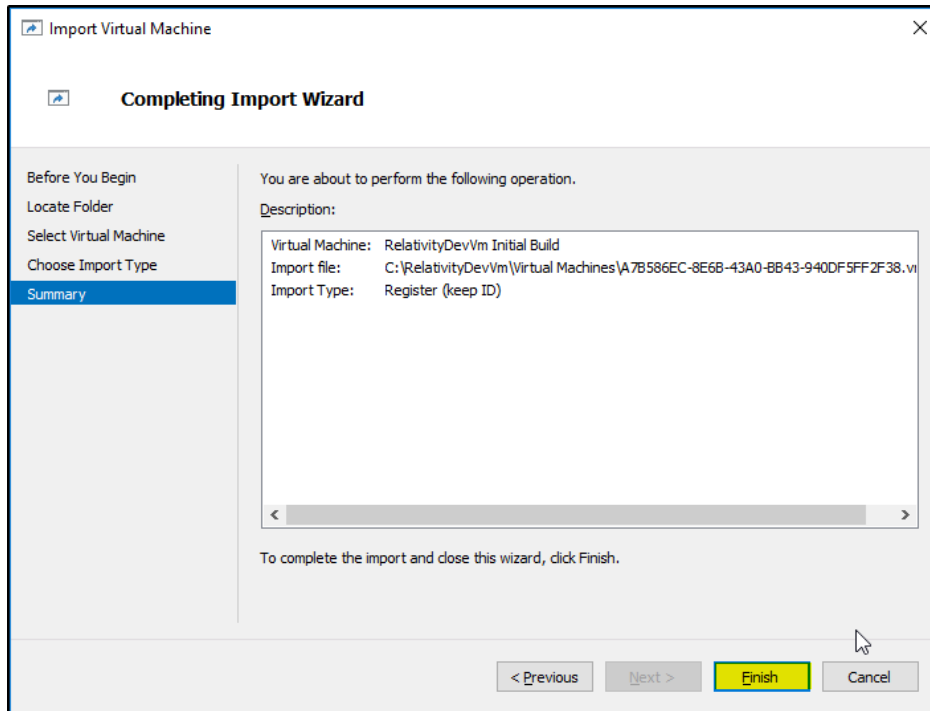 Import Virtual Machine
Completing Import Wizard
Before You Begin
Locate Folder
Select Virtual Machine
Choose Import Type
Summary
You are about to perform the following operation.
Description:
Virtual Machine: RelativityDevVm Initial Build
Import file: C:\RelativityDevVm\Virtual Machines\A7B586EC-8E6B-43A0-BB43-940DF5FF2F38.vr
Import Type: Register (keep ID)
To complete the import and close this wizard, click Finish.
< Previous Next > Finish Cancel